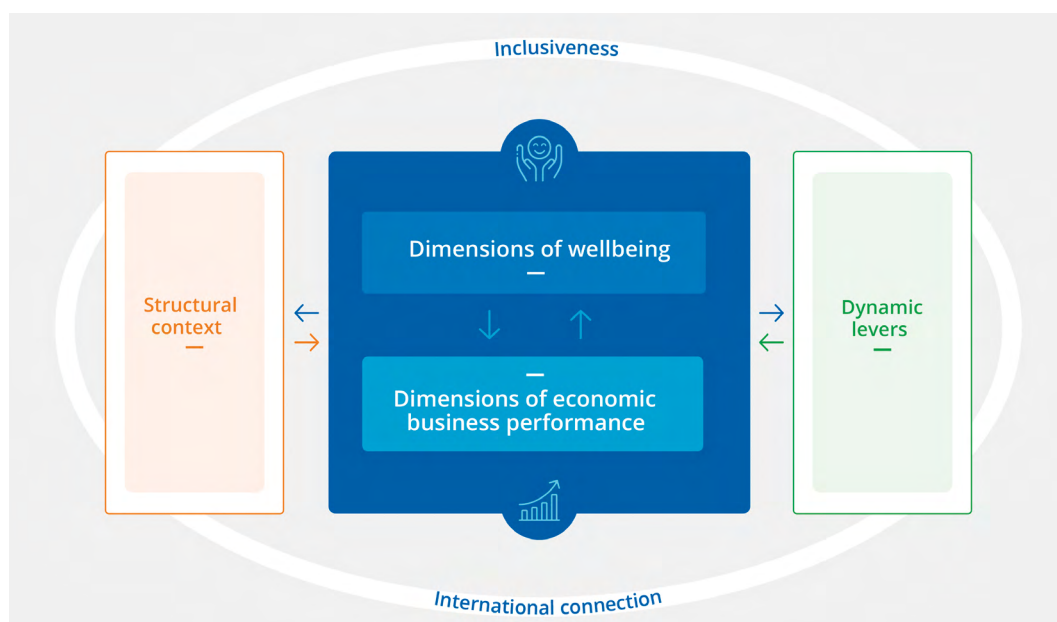 Inclusiveness
Dimensions of wellbeing
Structural
context
Dynamic
levers
Dimensions of economic
business performance
International connection